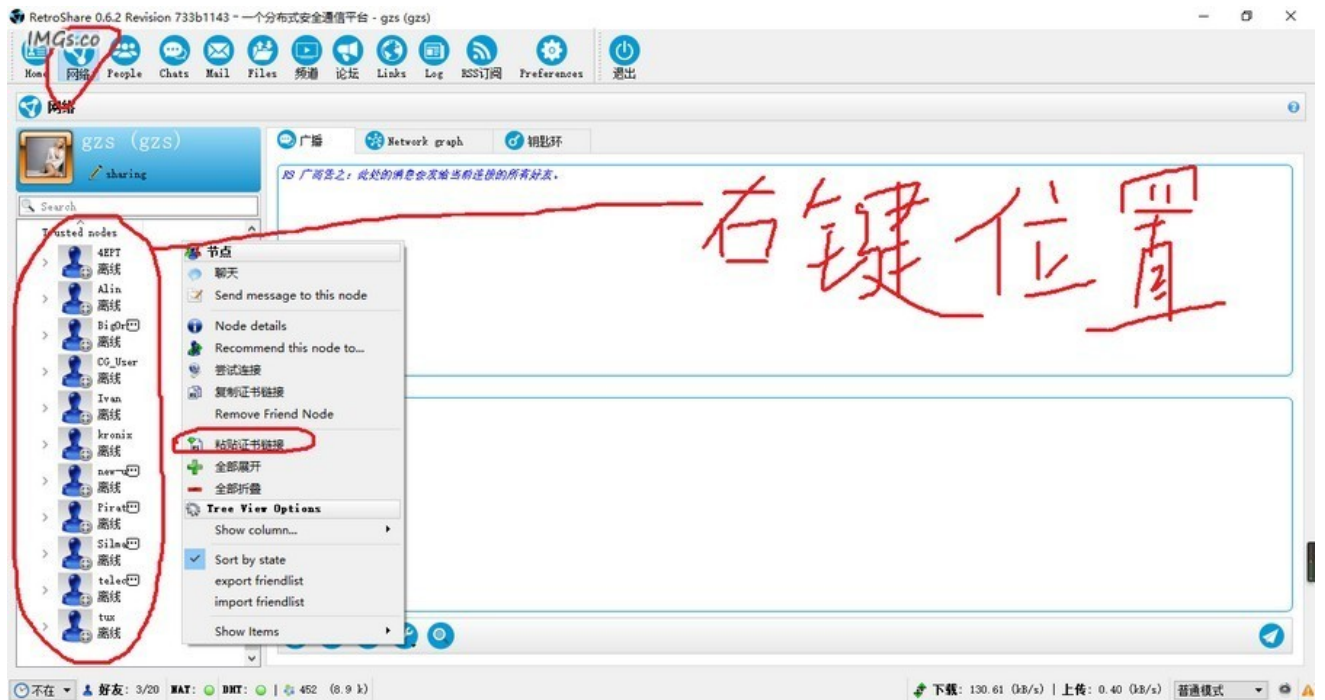 RetroShare 0.6.2 Revision 733b1143 - 一个分布式安全通信平台 - gzs (gzs)
IMGs.co
Home 网络 People Chats Mail Files 频道 论坛 Links Log RSS订阅 Preferences 退出
网络
gzs (gzs)
sharing
广播 Network graph 钥匙环
RS 广而告之: 此处的消息会发给当前连接的所有好友。
Search
右键位置
Trusted nodes
4EPT
离线
Alin
离线
BigOr
离线
CG_User
离线
Ivan
离线
kronix
离线
new-u
离线
Pirat
离线
Silma
离线
telec
离线
tux
离线
节点
聊天
Send message to this node
Node details
Recommend this node to...
尝试连接
复制证书链接
Remove Friend Node
粘贴证书链接
全部展开
全部折叠
Tree View Options
Show column...
Sort by state
export friendlist
import friendlist
Show Items
不在 好友: 3/20 NAT: DHT: | 452 (8.9 k) 下载: 130.61 (kB/s) | 上传: 0.40 (kB/s) 普通模式